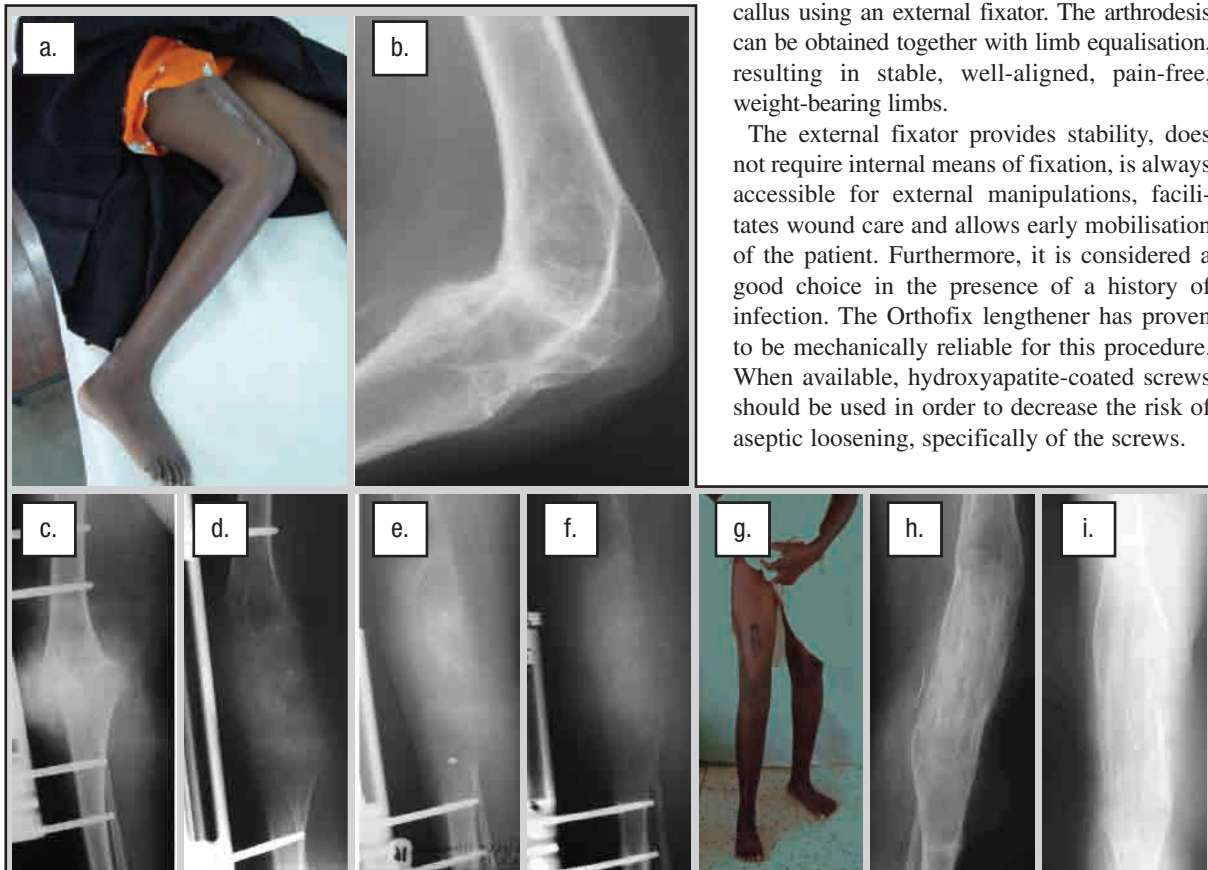 a.
b.
callus using an external fixator. The arthrodesis
can be obtained together with limb equalisation,
resulting in stable, well-aligned, pain-free,
weight-bearing limbs.
The external fixator provides stability, does
not require internal means of fixation, is always
accessible for external manipulations, facili-
tates wound care and allows early mobilisation
of the patient. Furthermore, it is considered a
good choice in the presence of a history of
infection. The Orthofix lengthener has proven
to be mechanically reliable for this procedure.
When available, hydroxyapatite-coated screws
should be used in order to decrease the risk of
aseptic loosening, specifically of the screws.
c.
d.
e.
f.
g.
h.
i.